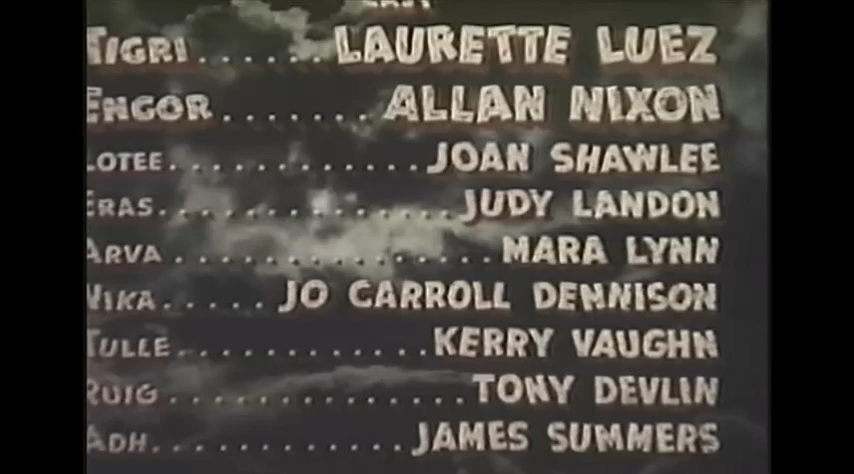 TIGRI...... LAURETTE LUEZ
ENGOR....... ALLAN NIXON
LOTEE............. JOAN SHAWLEE
ERAS.............. JUDY LANDON
ARVA................ MARA LYNN
NIKA..... JO CARROLL DENNISON
TULLE............ KERRY VAUGHN
RUIG............... TONY DEVLIN
ADH............ JAMES SUMMERS